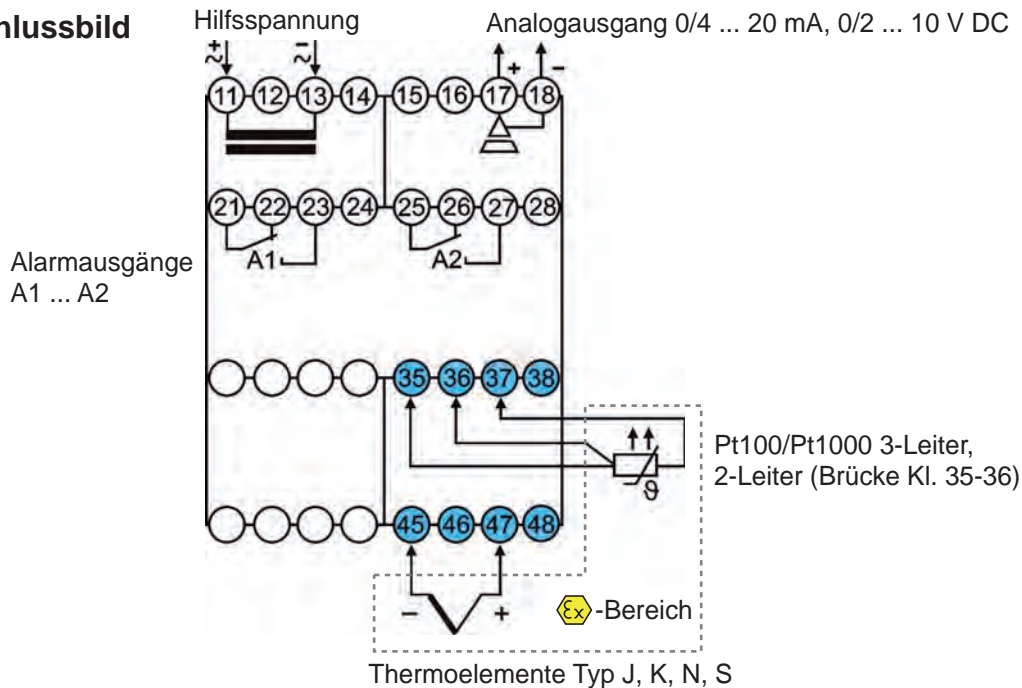 hlussbild
Hilfsspannung
Analogausgang 0/4 ... 20 mA, 0/2 ... 10 V DC
≂+ ≂- + -
11 12 13 14 15 16 17 18
21 22 23 24 25 26 27 28
A1 A2
Alarmausgänge
A1 ... A2
35 36 37 38
Pt100/Pt1000 3-Leiter,
2-Leiter (Brücke Kl. 35-36)
ϑ
45 46 47 48
- +
Ex-Bereich
Thermoelemente Typ J, K, N, S